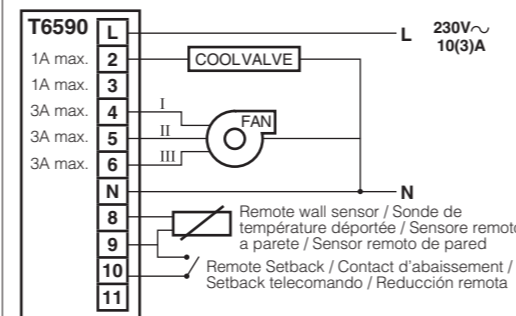 T6590 L L 230V~
10(3)A
1A max. 2 COOLVALVE
1A max. 3
3A max. 4 I FAN
3A max. 5 II
3A max. 6 III
N N
8 Remote wall sensor / Sonde de
température déportée / Sensore remoto
9 a parete / Sensor remoto de pared
10 Remote Setback / Contact d'abaissement /
Setback telecomando / Reducción remota
11